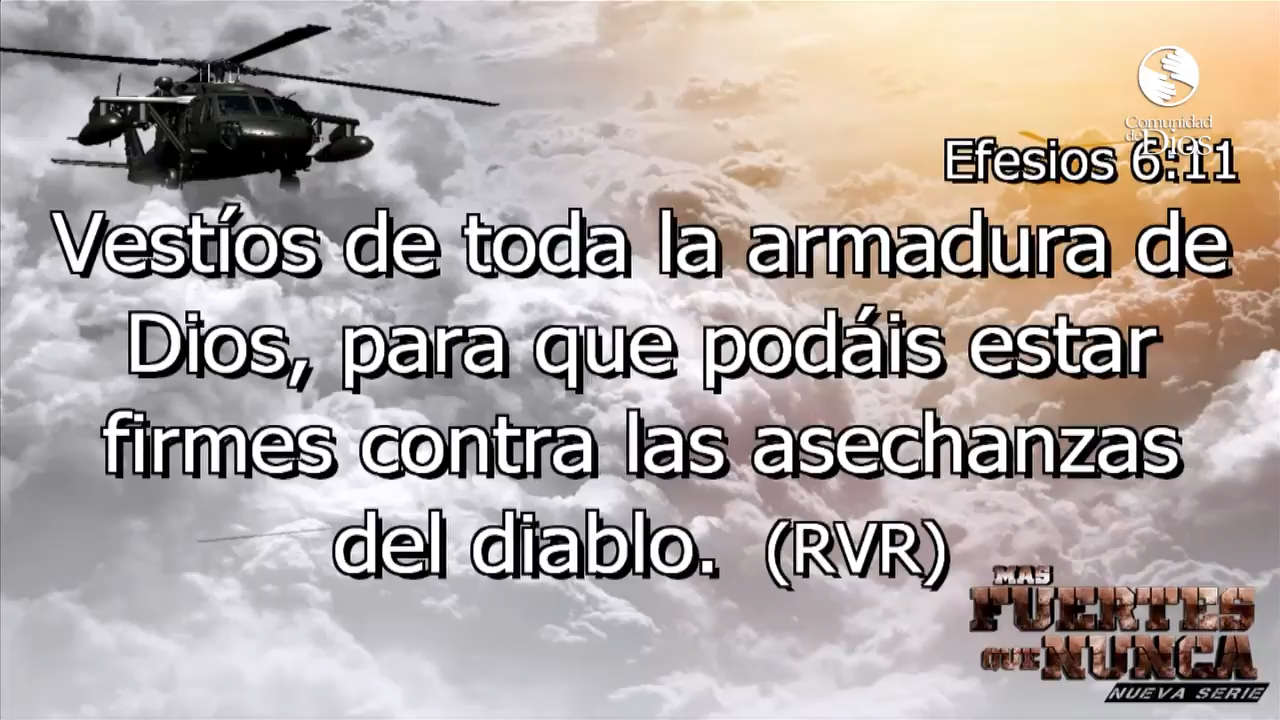 Comunidad
de Dios
Efesios 6:11
Vestíos de toda la armadura de
Dios, para que podáis estar
firmes contra las asechanzas
del diablo. (RVR)
MAS
FUERTES
QUE NUNCA
NUEVA SERIE